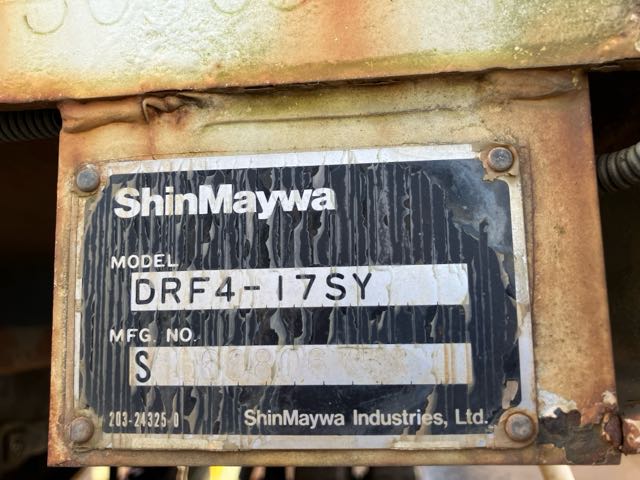 ShinMaywa
MODEL
DRF4-17SY
MFG. NO.
S
203-24325 0
ShinMaywa Industries, Ltd.